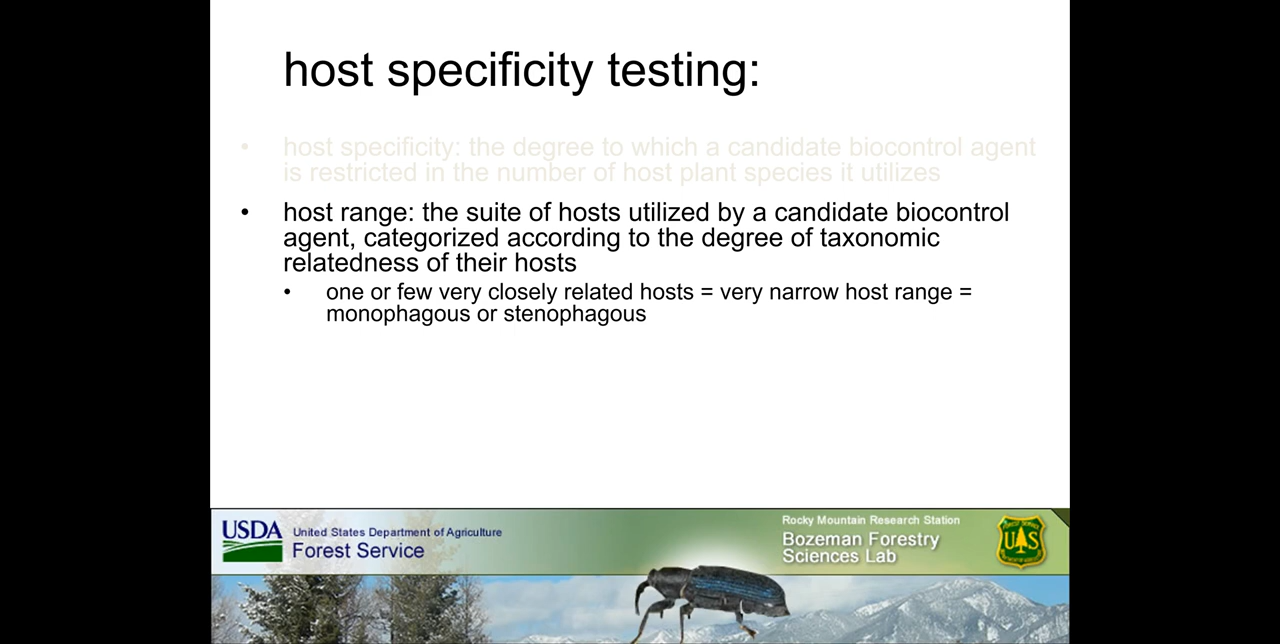 host specificity testing:
• host specificity: the degree to which a candidate biocontrol agent
is restricted in the number of host plant species it utilizes
• host range: the suite of hosts utilized by a candidate biocontrol
agent, categorized according to the degree of taxonomic
relatedness of their hosts
• one or few very closely related hosts = very narrow host range =
monophagous or stenophagous
USDA
United States Department of Agriculture
Forest Service
Rocky Mountain Research Station
Bozeman Forestry
Sciences Lab
UAS